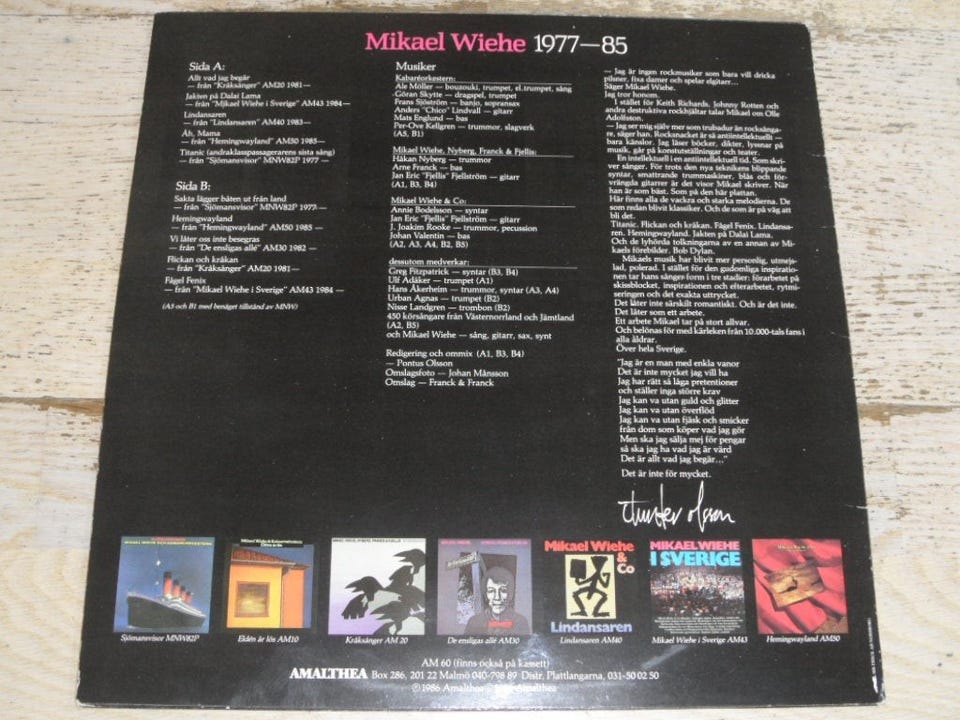 Mikael Wiehe 1977—85
Sida A:
Allt vad jag begär
— från "Kråksånger" AM20 1981—
Jakten på Dalai Lama
— från "Mikael Wiehe i Sverige" AM43 1984—
Lindansaren
— från "Lindansaren" AM40 1983—
Åh, Mama
— från "Hemingwayland" AM50 1985—
Titanic (andraklasspassagerarens sista sång)
— från "Sjömansvisor" MNW82P 1977 —
Sida B:
Sakta lägger båten ut från land
— från "Sjömansvisor" MNW82P 1977—
Hemingwayland
— från "Hemingwayland" AM50 1985 —
Vi låter oss inte besegras
— från "De ensligas allé" AM30 1982 —
Flickan och kråkan
— från "Kråksånger" AM20 1981—
Fågel Fenix
— från "Mikael Wiehe i Sverige" AM43 1984 —
(A5 och B1 med benäget tillstånd av MNW)
Musiker
Kabaréorkestern:
Ale Möller — bouzouki, trumpet, el.trumpet, sång
Göran Skytte — dragspel, trumpet
Frans Sjöström — banjo, sopransax
Anders "Chico" Lindvall — gitarr
Mats Englund — bas
Per-Ove Kellgren — trummor, slagverk
(A5, B1)
Mikael Wiehe, Nyberg, Franck & Fjellis:
Håkan Nyberg — trummor
Arne Franck — bas
Jan Eric "Fjellis" Fjellström — gitarr
(A1, B3, B4)
Mikael Wiehe & Co:
Annie Bodelsson — syntar
Jan Eric "Fjellis" Fjellström — gitarr
J. Joakim Rooke — trummor, pecussion
Johan Valentin — bas
(A2, A3, A4, B2, B5)
dessutom medverkar:
Greg Fitzpatrick — syntar (B3, B4)
Ulf Adåker — trumpet (A1)
Hans Åkerheim — trummor, syntar (A3, A4)
Urban Agnas — trumpet (B2)
Nisse Landgren — trombon (B2)
450 körsångare från Västernorrland och Jämtland
(A2, B5)
och Mikael Wiehe — sång, gitarr, sax, synt
Redigering och ommix (A1, B3, B4)
— Pontus Olsson
Omslagsfoto — Johan Månsson
Omslag — Franck & Franck
— Jag är ingen rockmusiker som bara vill dricka
pilsner, fixa damer och spela elgitarr...
Säger Mikael Wiehe.
Jag tror honom.
I stället för Keith Richards, Johnny Rotten och
andra destruktiva rockhjältar talar Mikael om Olle
Adolfsson.
— Jag ser mig själv mer som trubadur än rocksånga-
re, säger han. Rocksnacket är så antiintellektuellt —
bara känslor. Jag läser böcker, dikter, lyssnar på
musik, går på konstutställningar och teater.
En intellektuell i en antiintellektuell tid. Som skri-
ver sånger. För trots den nya teknikens blippande
syntar, smattrande trummaskiner, blås och för-
vrängda gitarrer är det visor Mikael skriver. När
han är som bäst. Som på den här plattan.
Här finns alla de vackra och starka melodierna. De
som redan blivit klassiker. Och de som är på väg att
bli det.
Titanic. Flickan och kråkan. Fågel Fenix. Lindansa-
ren. Hemingwayland. Jakten på Dalai Lama.
Och de lyhörda tolkningarna av en annan av Mi-
kaels förebilder. Bob Dylan.
Mikaels musik har blivit mer personlig, utmejs-
lad, polerad. I stället för den gudomliga inspiratio-
nen tar hans sånger form i tre stadier: förarbetet på
skissblocket, inspirationen och efterarbetet, rytmi-
seringen och det exakta uttrycket.
Det låter inte särskilt romantiskt. Och är det inte.
Det låter som ett arbete.
Ett arbete Mikael tar på stort allvar.
Och belönas för med kärleken från 10.000-tals fans i
alla åldrar.
Över hela Sverige.
"Jag är en man med enkla vanor
Det är inte mycket jag vill ha
Jag har rätt så låga pretentioner
och ställer inga större krav
Jag kan va utan guld och glitter
Jag kan va utan överflöd
Jag kan va utan fjäsk och smicker
från dom som köper vad jag gör
Men ska jag sälja mej för pengar
så ska jag ha vad jag är värd
Det är allt vad jag begär..."
Det är inte för mycket.
Mikael Wiehe
& Co
Lindansaren
MIKAEL WIEHE
I SVERIGE
Sjömansvisor MNW82P
Elden är lös AM10
Kråksånger AM 20
De ensligas allé AM30
Lindansaren AM40
Mikael Wiehe i Sverige AM43
Hemingwayland AM50
AM 60 (finns också på kassett)
AMALTHEA Box 286, 201 22 Malmö 040-798 89 Distr. Plattlangarna, 031-50 02 50
©1986 Amalthea Amalthea